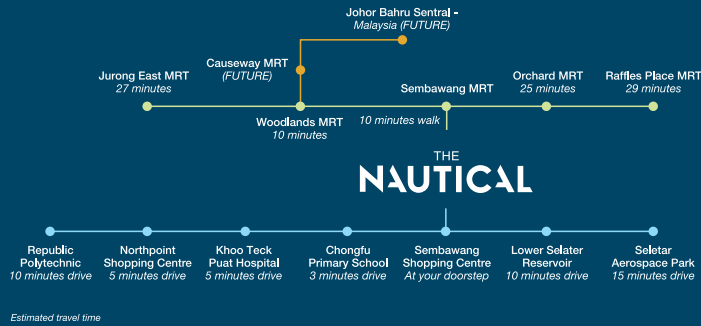 Johor Bahru Sentral -
Malaysia (FUTURE)
Causeway MRT
(FUTURE)
Jurong East MRT
27 minutes
Orchard MRT
25 minutes
Raffles Place MRT
29 minutes
Sembawang MRT
Woodlands MRT
10 minutes
10 minutes walk
THE
NAUTICAL
Republic
Polytechnic
10 minutes drive
Northpoint
Shopping Centre
5 minutes drive
Khoo Teck
Puat Hospital
5 minutes drive
Chongfu
Primary School
3 minutes drive
Sembawang
Shopping Centre
At your doorstep
Lower Selater
Reservoir
10 minutes drive
Seletar
Aerospace Park
15 minutes drive
Estimated travel time